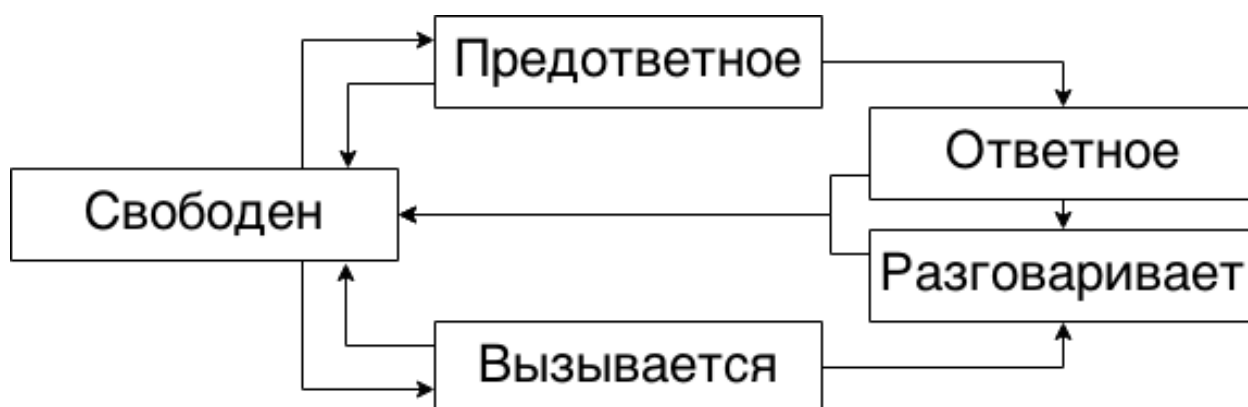 Предответное
Ответное
Свободен
Разговаривает
Вызывается